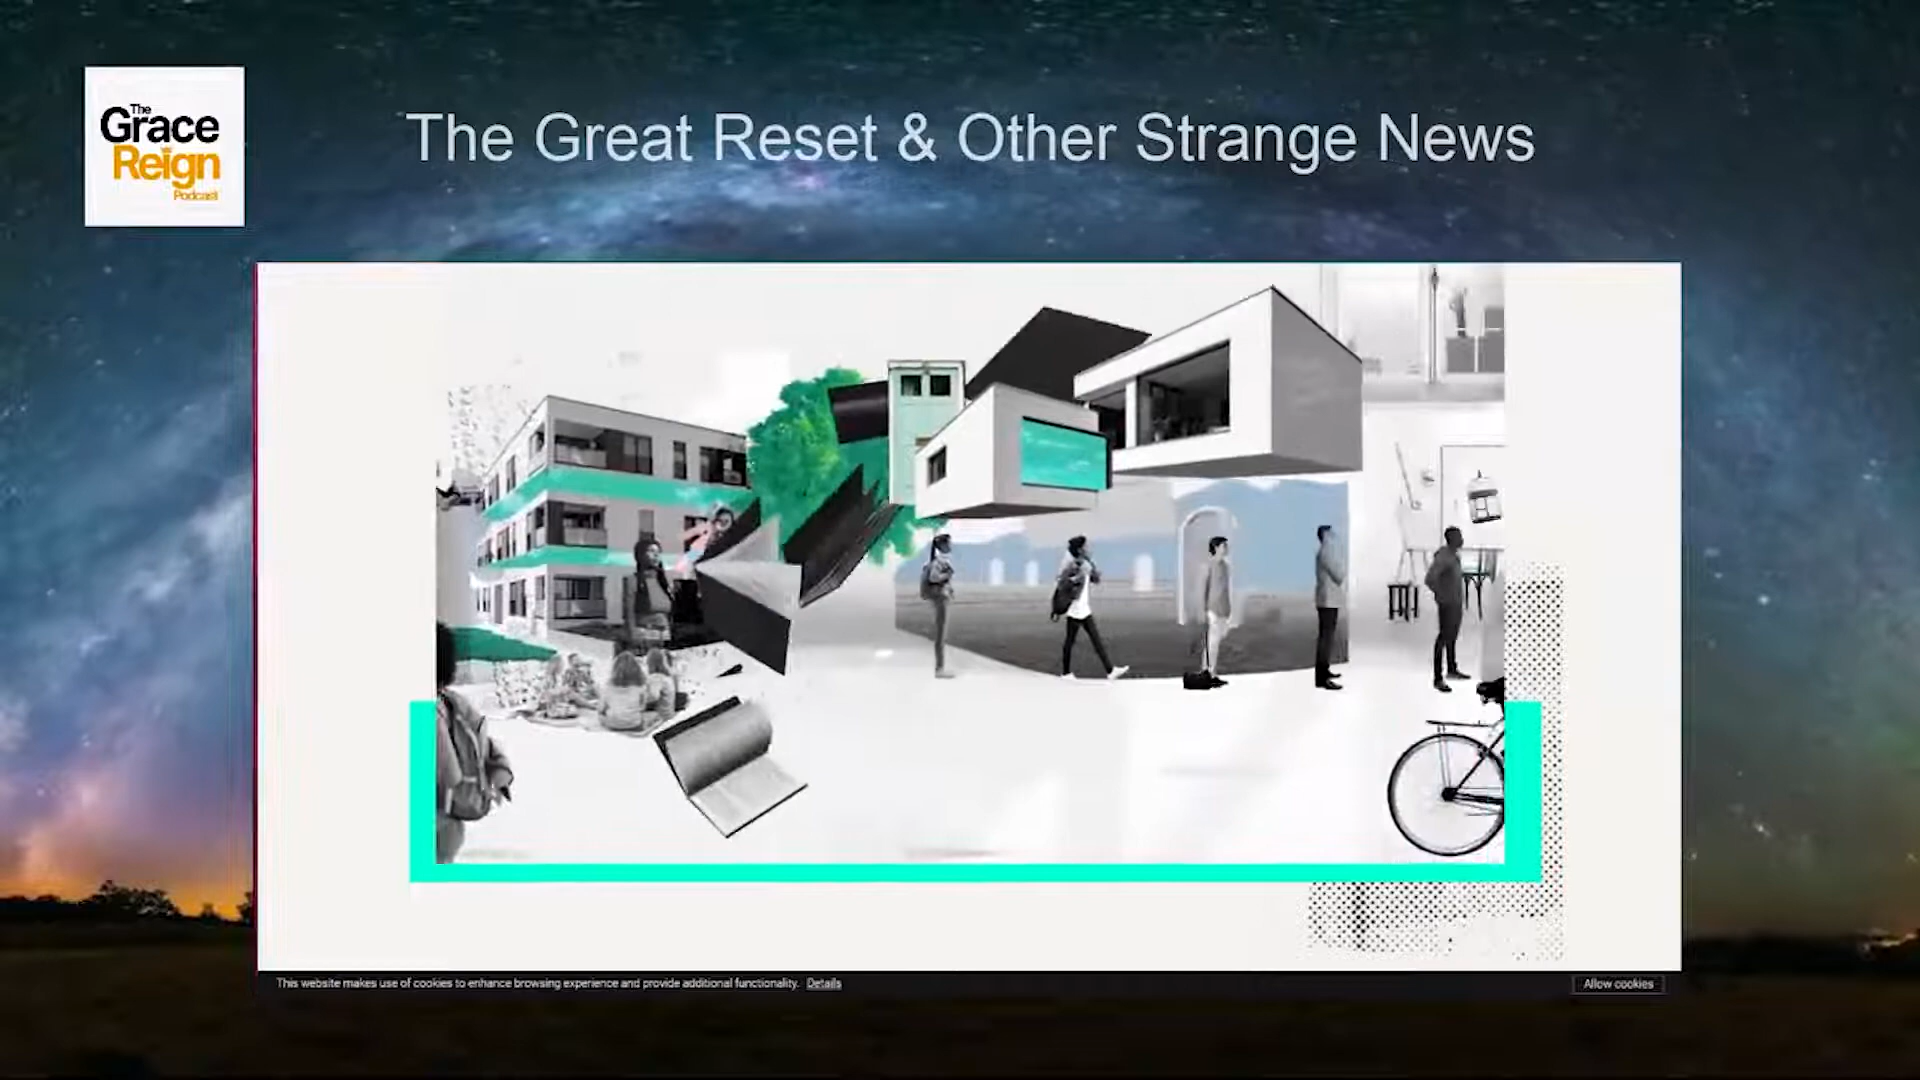 The
Grace
Reign
Podcast
The Great Reset & Other Strange News
This website makes use of cookies to enhance browsing experience and provide additional functionality. Details
Allow cookies